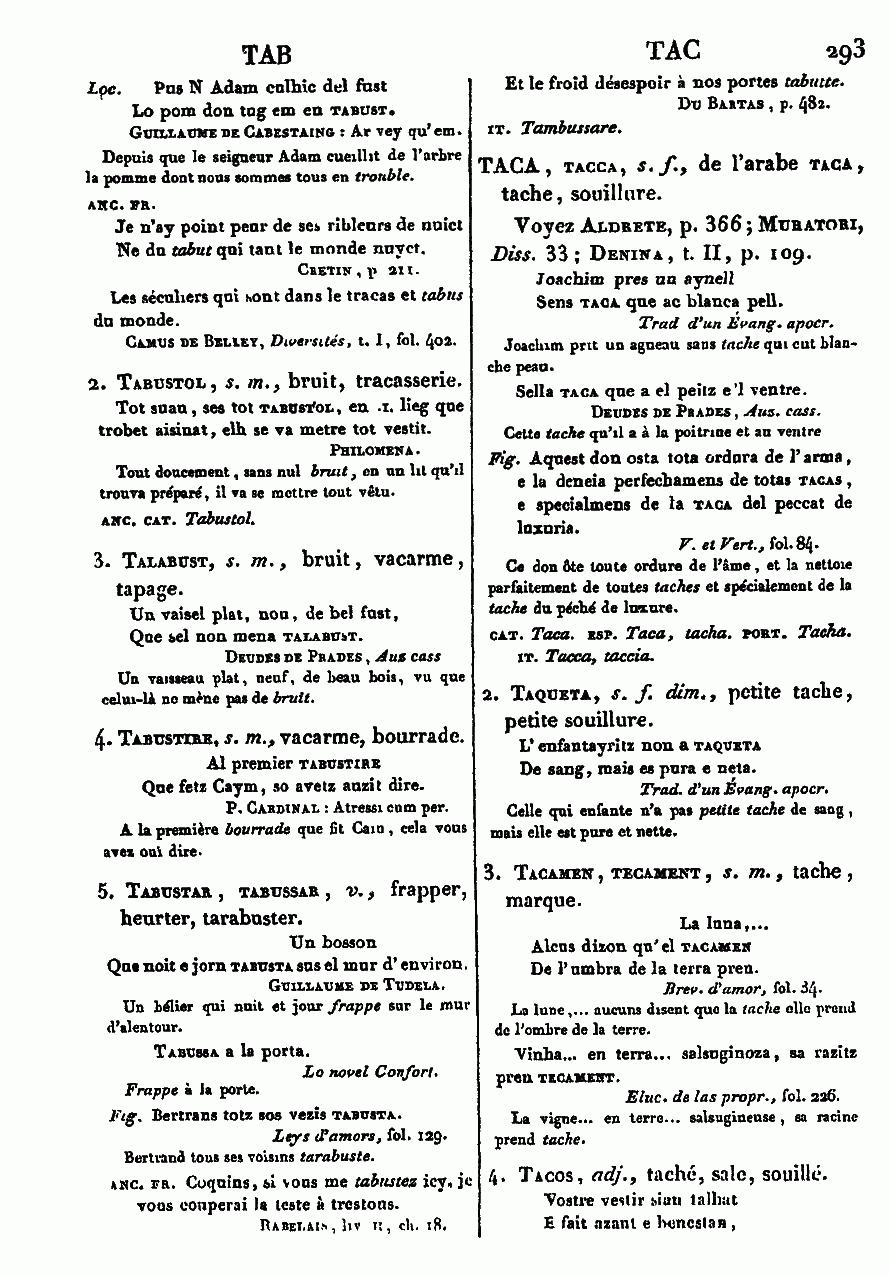 TAB
Loc. Pus N Adam culhic del fust
Lo pom don tug em en TABUST.
GUILLAUME DE CABESTAING : Ar vey qu'em.
Depuis que le seigneur Adam cueillit de l'arbre
la pomme dont nous sommes tous en trouble.
ANC. FR.
Je n'ay point peur de ses ribleurs de nuict
Ne du tabut qui tant le monde nuyct.
CRETIN, p 211.
Les séculiers qui sont dans le tracas et tabus
du monde.
CAMUS DE BELLEY, Diversités, t. I, fol. 402.
2. TABUSTOL, s. m., bruit, tracasserie.
Tot suau, ses tot TABUSTOL, en .I. lieg que
trobet aisinat, elh se va metre tot vestit.
PHILOMENA.
Tout doucement, sans nul bruit, en un lit qu'il
trouva préparé, il va se mettre tout vêtu.
ANC. CAT. Tabustol.
3. TALABUST, s. m., bruit, vacarme,
tapage.
Un vaisel plat, nou, de bel fust,
Que sel non mena TALABUST.
DEUDES DE PRADES, Aus cass
Un vaisseau plat, neuf, de beau bois, vu que
celui-là ne mène pas de bruit.
4. TABUSTIRE, s. m., vacarme, bourrade.
Al premier TABUSTIRE
Que fetz Caym, so avetz auzit dire.
P. CARDINAL : Atressi cum per.
A la première bourrade que fit Caïn, cela vous
avez ouï dire.
5. TABUSTAR, TABUSSAR, v., frapper,
heurter, tarabuster.
Un bosson
Que noit e jorn TABUSTA sus el mur d'environ.
GUILLAUME DE TUDELA.
Un bélier qui nuit et jour frappe sur le mur
d'alentour.
TABUSSA a la porta.
Lo novel Confort.
Frappe à la porte.
Fig. Bertrans totz sos vezis TABUSTA.
Leys d'amors, fol. 129.
Bertrand tous ses voisins tarabuste.
ANC. FR. Coquins, si vous me tabustez icy, je
vous couperai la teste à trestous.
RABELAIS, liv II, ch. 18.
TAC 293
Et le froid désespoir à nos portes tabutte.
DU BARTAS, p. 482.
IT. Tambussare.
TACA, TACCA, s. f., de l'arabe TACA,
tache, souillure.
Voyez ALDRETE, p. 366; MURATORI,
Diss. 33; DENINA, t. II, p. 109.
Joachim pres un aynell
Sens TACA que ac blanca pell.
Trad d'un Évang. apocr.
Joachim prit un agneau sans tache qui eut blan-
che peau.
Sella TACA que a el peitz e'l ventre.
DEUDES DE PRADES, Aus. cass.
Cette tache qu'il a à la poitrine et au ventre
Fig. Aquest don osta tota ordura de l'arma,
e la deneia perfechamens de totas TACAS,
e specialmens de la TACA del peccat de
luxuria.
V. et Vert., fol. 84.
Ce don ôte toute ordure de l'âme, et la nettoie
parfaitement de toutes taches et spécialement de la
tache du péché de luxure.
CAT. Taca. ESP. Taca, tacha. PORT. Tacha.
IT. Tacca, taccia.
2. TAQUETA, s. f. dim., petite tache,
petite souillure.
L'enfantayritz non a TAQUETA
De sang, mais es pura e neta.
Trad. d'un Évang. apocr.
Celle qui enfante n'a pas petite tache de sang,
mais elle est pure et nette.
3. TACAMEN, TECAMENT, s. m., tache,
marque.
La luna,...
Alcus dizon qu'el TACAMEN
De l'umbra de la terra pren.
Brev. d'amor, fol. 34.
La lune,... aucuns disent que la tache elle prend
de l'ombre de la terre.
Vinha... en terra... salsuginoza, sa razitz
pren TECAMENT.
Eluc. de las propr., fol. 226.
La vigne... en terre... salsugineuse, sa racine
prend tache.
4. TACOS, adj., taché, sale, souillé.
Vostre vestir siau talhat
E fait azaut e benestan,